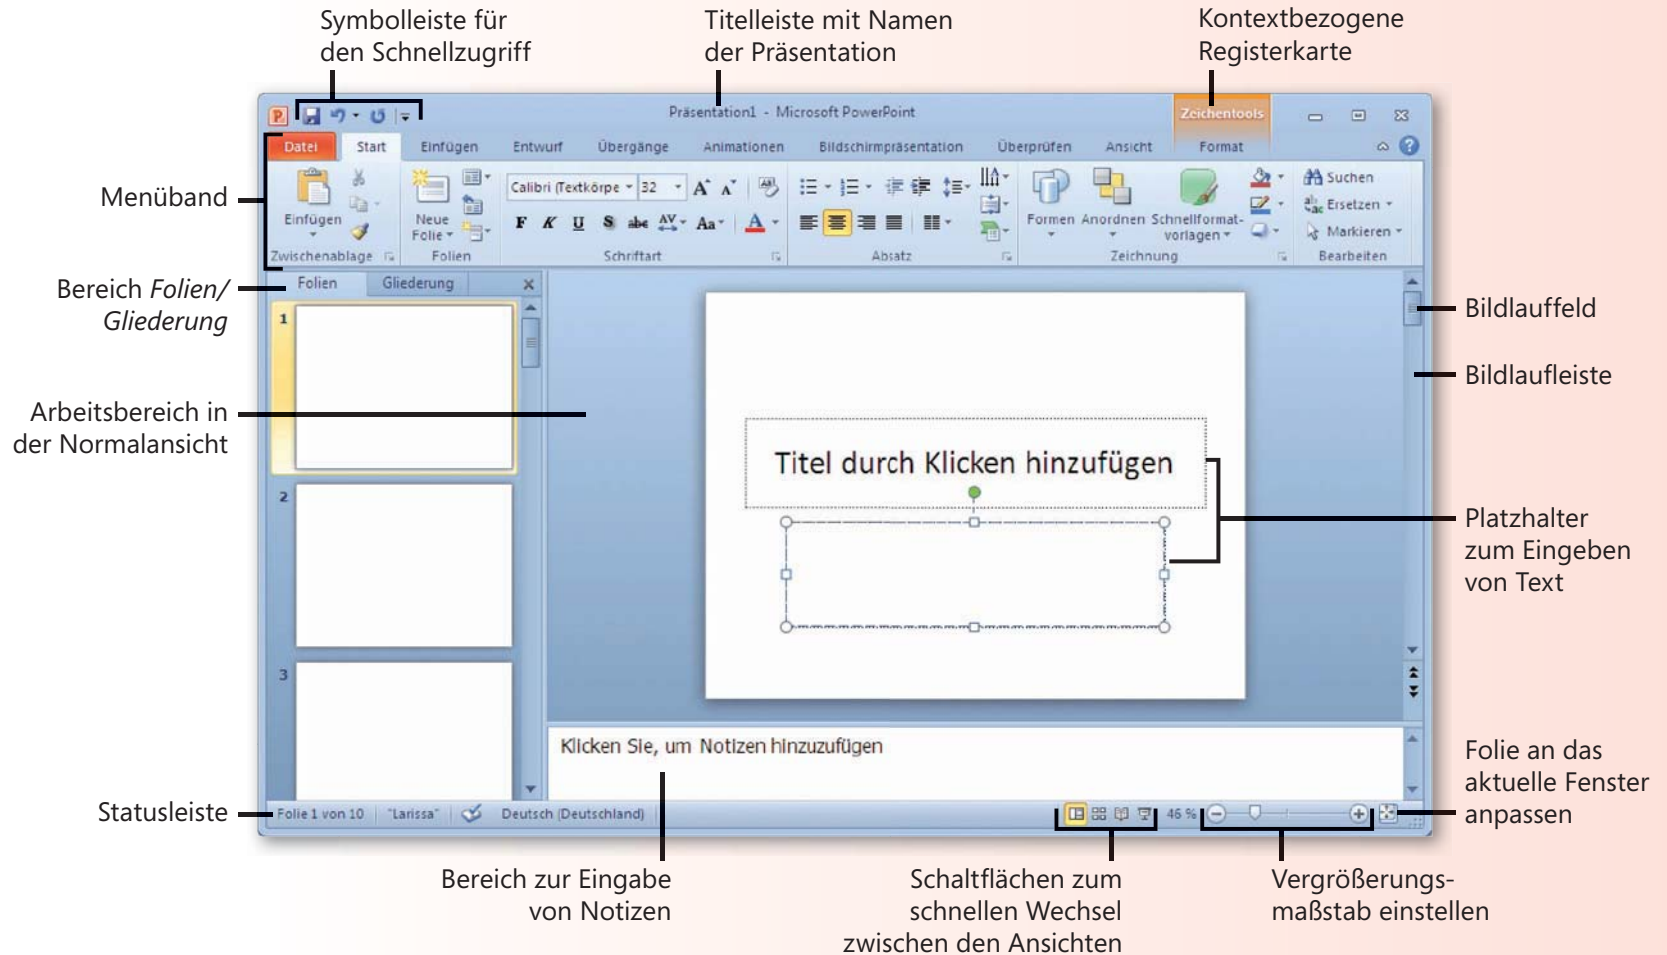 Symbolleiste für
den Schnellzugriff
Titelleiste mit Namen
der Präsentation
Kontextbezogene
Registerkarte
Präsentation1 - Microsoft PowerPoint
Zeichentools
Datei Start Einfügen Entwurf Übergänge Animationen Bildschirmpräsentation Überprüfen Ansicht Format
Menüband
Einfügen
Neue
Folie
Calibri (Textkörpe 32
F K U S abc AV Aa A
Formen Anordnen Schnellformat-
vorlagen
Suchen
Ersetzen
Markieren
Zwischenablage Folien Schriftart Absatz Zeichnung Bearbeiten
Bereich Folien/
Gliederung
Folien Gliederung
1
2
3
Arbeitsbereich in
der Normalansicht
Titel durch Klicken hinzufügen
Bildlauffeld
Bildlaufleiste
Platzhalter
zum Eingeben
von Text
Klicken Sie, um Notizen hinzuzufügen
Folie an das
aktuelle Fenster
anpassen
Statusleiste
Folie 1 von 10 "Larissa" Deutsch (Deutschland) 46 %
Bereich zur Eingabe
von Notizen
Schaltflächen zum
schnellen Wechsel
zwischen den Ansichten
Vergrößerungs-
maßstab einstellen